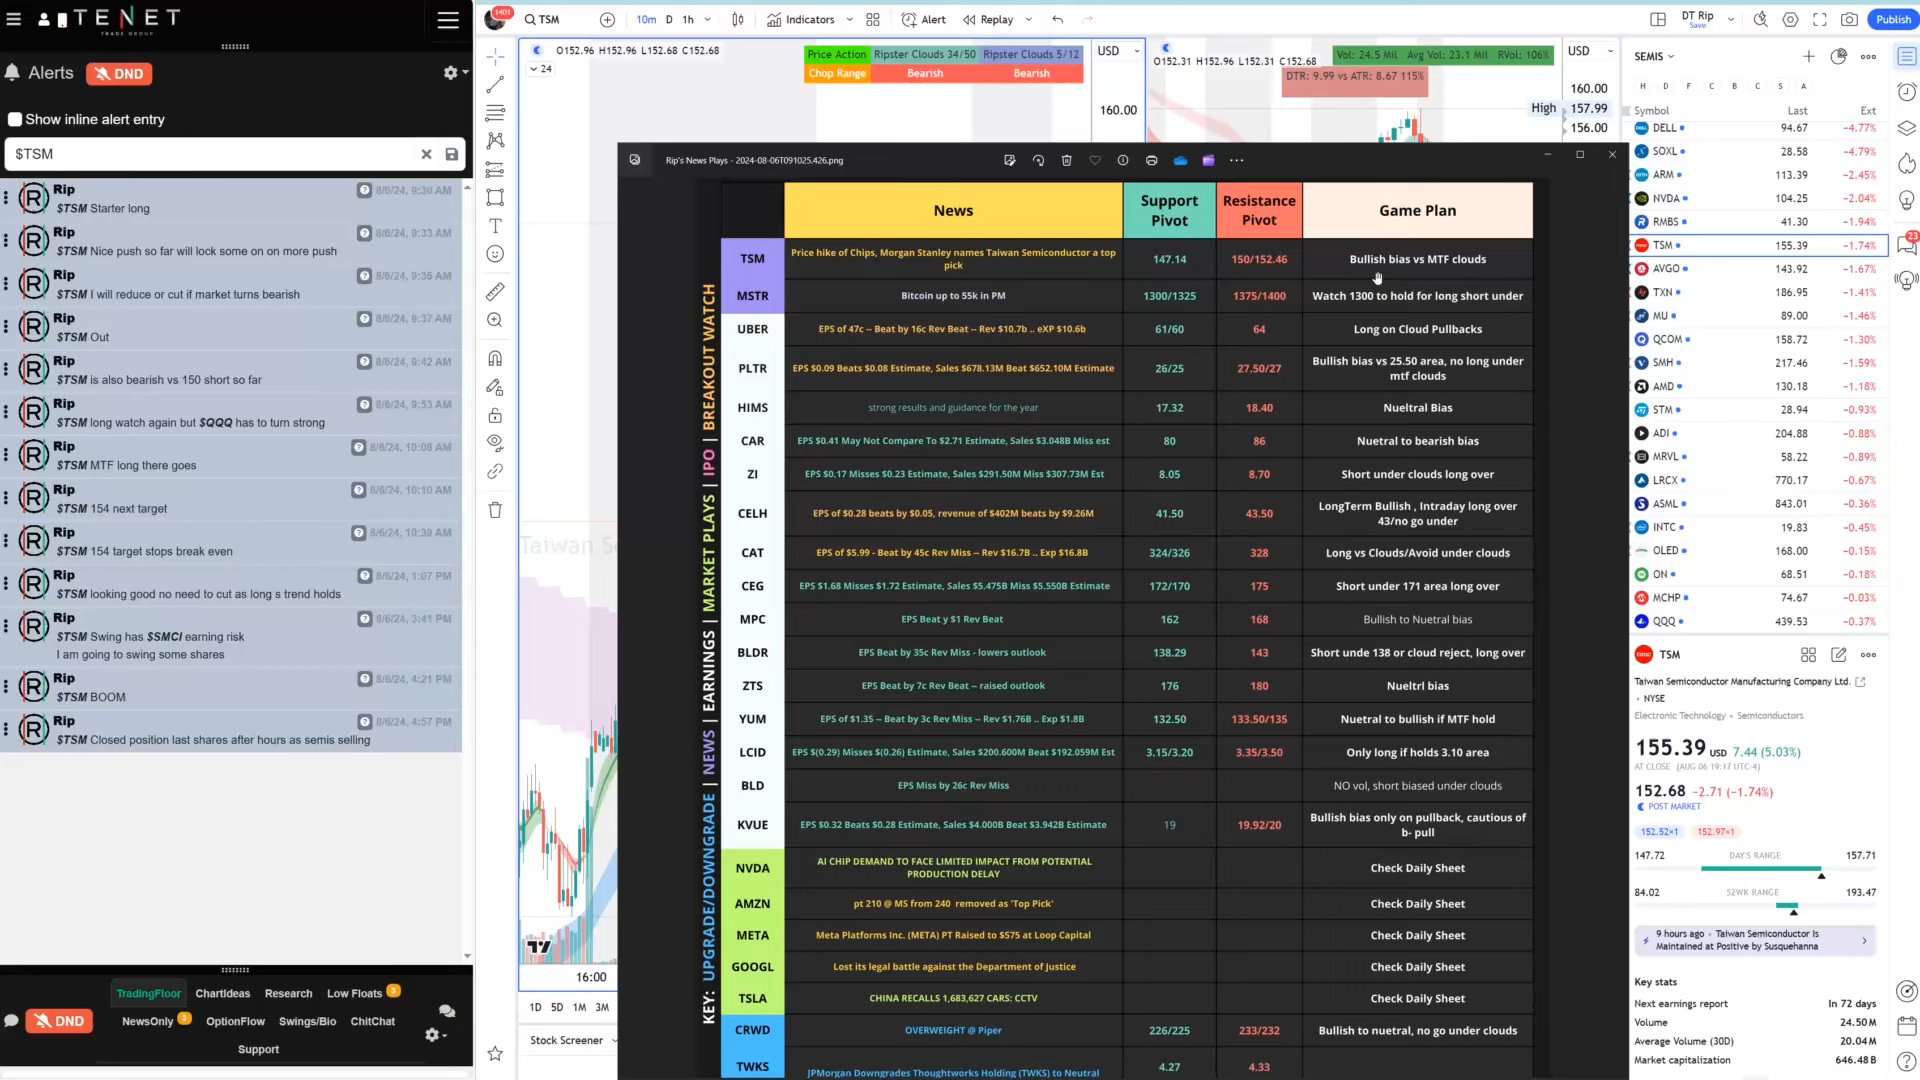 TENET
TRADE GROUP
Alerts
DND
Show inline alert entry
$TSM
Rip
8/6/24, 9:30 AM
$TSM Starter long
Rip
8/6/24, 9:33 AM
$TSM Nice push so far will lock some on on more push
Rip
8/6/24, 9:36 AM
$TSM I will reduce or cut if market turns bearish
Rip
8/6/24, 9:37 AM
$TSM Out
Rip
8/6/24, 9:42 AM
$TSM is also bearish vs 150 short so far
Rip
8/6/24, 9:53 AM
$TSM long watch again but $QQQ has to turn strong
Rip
8/6/24, 10:06 AM
$TSM MTF long there goes
Rip
8/6/24, 10:10 AM
$TSM 154 next target
Rip
8/6/24, 10:39 AM
$TSM 154 target stops break even
Rip
8/6/24, 1:07 PM
$TSM looking good no need to cut as long s trend holds
Rip
8/6/24, 3:41 PM
$TSM Swing has $SMCI earning risk
I am going to swing some shares
Rip
8/6/24, 4:21 PM
$TSM BOOM
Rip
8/6/24, 4:57 PM
$TSM Closed position last shares after hours as semis selling
TradingFloor ChartIdeas Research Low Floats 3
DND
NewsOnly 3 OptionFlow Swings/Bio ChitChat
Support
1401
TSM
10m D 1h
Indicators
Alert
Replay
DT Rip
Save
Publish
O152.96 H152.96 L152.68 C152.68
24
Price Action Ripster Clouds 34/50 Ripster Clouds 5/12
Chop Range Bearish Bearish
USD
160.00
O152.31 H152.96 L152.31 C152.68
Vol: 24.5 Mil Avg Vol: 23.1 Mil RVol: 106%
DTR: 9.99 vs ATR: 8.67 115%
USD
160.00
High 157.99
156.00
Taiwan Se
16:00
1D 5D 1M 3M
Stock Screener
Rip's News Plays - 2024-08-06T091025.426.png
News Support Pivot Resistance Pivot Game Plan
TSM Price hike of Chips, Morgan Stanley names Taiwan Semiconductor a top pick 147.14 150/152.46 Bullish bias vs MTF clouds
MSTR Bitcoin up to 55k in PM 1300/1325 1375/1400 Watch 1300 to hold for long short under
UBER EPS of 47c -- Beat by 16c Rev Beat -- Rev $10.7b .. eXP $10.6b 61/60 64 Long on Cloud Pullbacks
PLTR EPS $0.09 Beats $0.08 Estimate, Sales $678.13M Beat $652.10M Estimate 26/25 27.50/27 Bullish bias vs 25.50 area, no long under mtf clouds
HIMS strong results and guidance for the year 17.32 18.40 Nueltral Bias
CAR EPS $0.41 May Not Compare To $2.71 Estimate, Sales $3.048B Miss est 80 86 Nuetral to bearish bias
ZI EPS $0.17 Misses $0.23 Estimate, Sales $291.50M Miss $307.73M Est 8.05 8.70 Short under clouds long over
CELH EPS of $0.28 beats by $0.05, revenue of $402M beats by $9.26M 41.50 43.50 LongTerm Bullish , Intraday long over 43/no go under
CAT EPS of $5.99 - Beat by 45c Rev Miss -- Rev $16.7B .. Exp $16.8B 324/326 328 Long vs Clouds/Avoid under clouds
CEG EPS $1.68 Misses $1.72 Estimate, Sales $5.475B Miss $5.550B Estimate 172/170 175 Short under 171 area long over
MPC EPS Beat y $1 Rev Beat 162 168 Bullish to Nuetral bias
BLDR EPS Beat by 35c Rev Miss - lowers outlook 138.29 143 Short unde 138 or cloud reject, long over
ZTS EPS Beat by 7c Rev Beat -- raised outlook 176 180 Nueltrl bias
YUM EPS of $1.35 -- Beat by 3c Rev Miss -- Rev $1.76B .. Exp $1.8B 132.50 133.50/135 Nuetral to bullish if MTF hold
LCID EPS $(0.29) Misses $(0.26) Estimate, Sales $200.600M Beat $192.059M Est 3.15/3.20 3.35/3.50 Only long if holds 3.10 area
BLD EPS Miss by 26c Rev Miss NO vol, short biased under clouds
KVUE EPS $0.32 Beats $0.28 Estimate, Sales $4.000B Beat $3.942B Estimate 19 19.92/20 Bullish bias only on pullback, cautious of b- pull
NVDA AI CHIP DEMAND TO FACE LIMITED IMPACT FROM POTENTIAL PRODUCTION DELAY Check Daily Sheet
AMZN pt 210 @ MS from 240 removed as 'Top Pick' Check Daily Sheet
META Meta Platforms Inc. (META) PT Raised to $575 at Loop Capital Check Daily Sheet
GOOGL Lost its legal battle against the Department of Justice Check Daily Sheet
TSLA CHINA RECALLS 1,683,627 CARS: CCTV Check Daily Sheet
CRWD OVERWEIGHT @ Piper 226/225 233/232 Bullish to nuetral, no go under clouds
TWKS JPMorgan Downgrades Thoughtworks Holding (TWKS) to Neutral 4.27 4.33
KEY: UPGRADE/DOWNGRADE | NEWS | EARNINGS | MARKET PLAYS | IPO | BREAKOUT WATCH
SEMIS
H D F C B C S A
Symbol Last Ext
DELL 94.67 −4.77%
SOXL 28.58 −4.79%
ARM 113.39 −2.45%
NVDA 104.25 −2.04%
RMBS 41.30 −1.94%
TSM 155.39 −1.74%
AVGO 143.92 −1.67%
TXN 186.95 −1.41%
MU 89.00 −1.46%
QCOM 158.72 −1.30%
SMH 217.46 −1.59%
AMD 130.18 −1.18%
STM 28.94 −0.93%
ADI 204.88 −0.88%
MRVL 58.22 −0.89%
LRCX 770.17 −0.67%
ASML 843.01 −0.36%
INTC 19.83 −0.45%
OLED 168.00 −0.15%
ON 68.51 −0.18%
MCHP 74.67 −0.03%
QQQ 439.53 −0.37%
TSM
Taiwan Semiconductor Manufacturing Company Ltd.
• NYSE
Electronic Technology • Semiconductors
155.39 USD 7.44 (5.03%)
AT CLOSE (AUG 06 19:17 UTC-4)
152.68 −2.71 (−1.74%)
POST MARKET
152.52×1 152.97×1
147.72 DAY'S RANGE 157.71
84.02 52WK RANGE 193.47
9 hours ago • Taiwan Semiconductor Is
Maintained at Positive by Susquehanna
Key stats
Next earnings report In 72 days
Volume 24.50M
Average Volume (30D) 20.04M
Market capitalization 646.48B
23